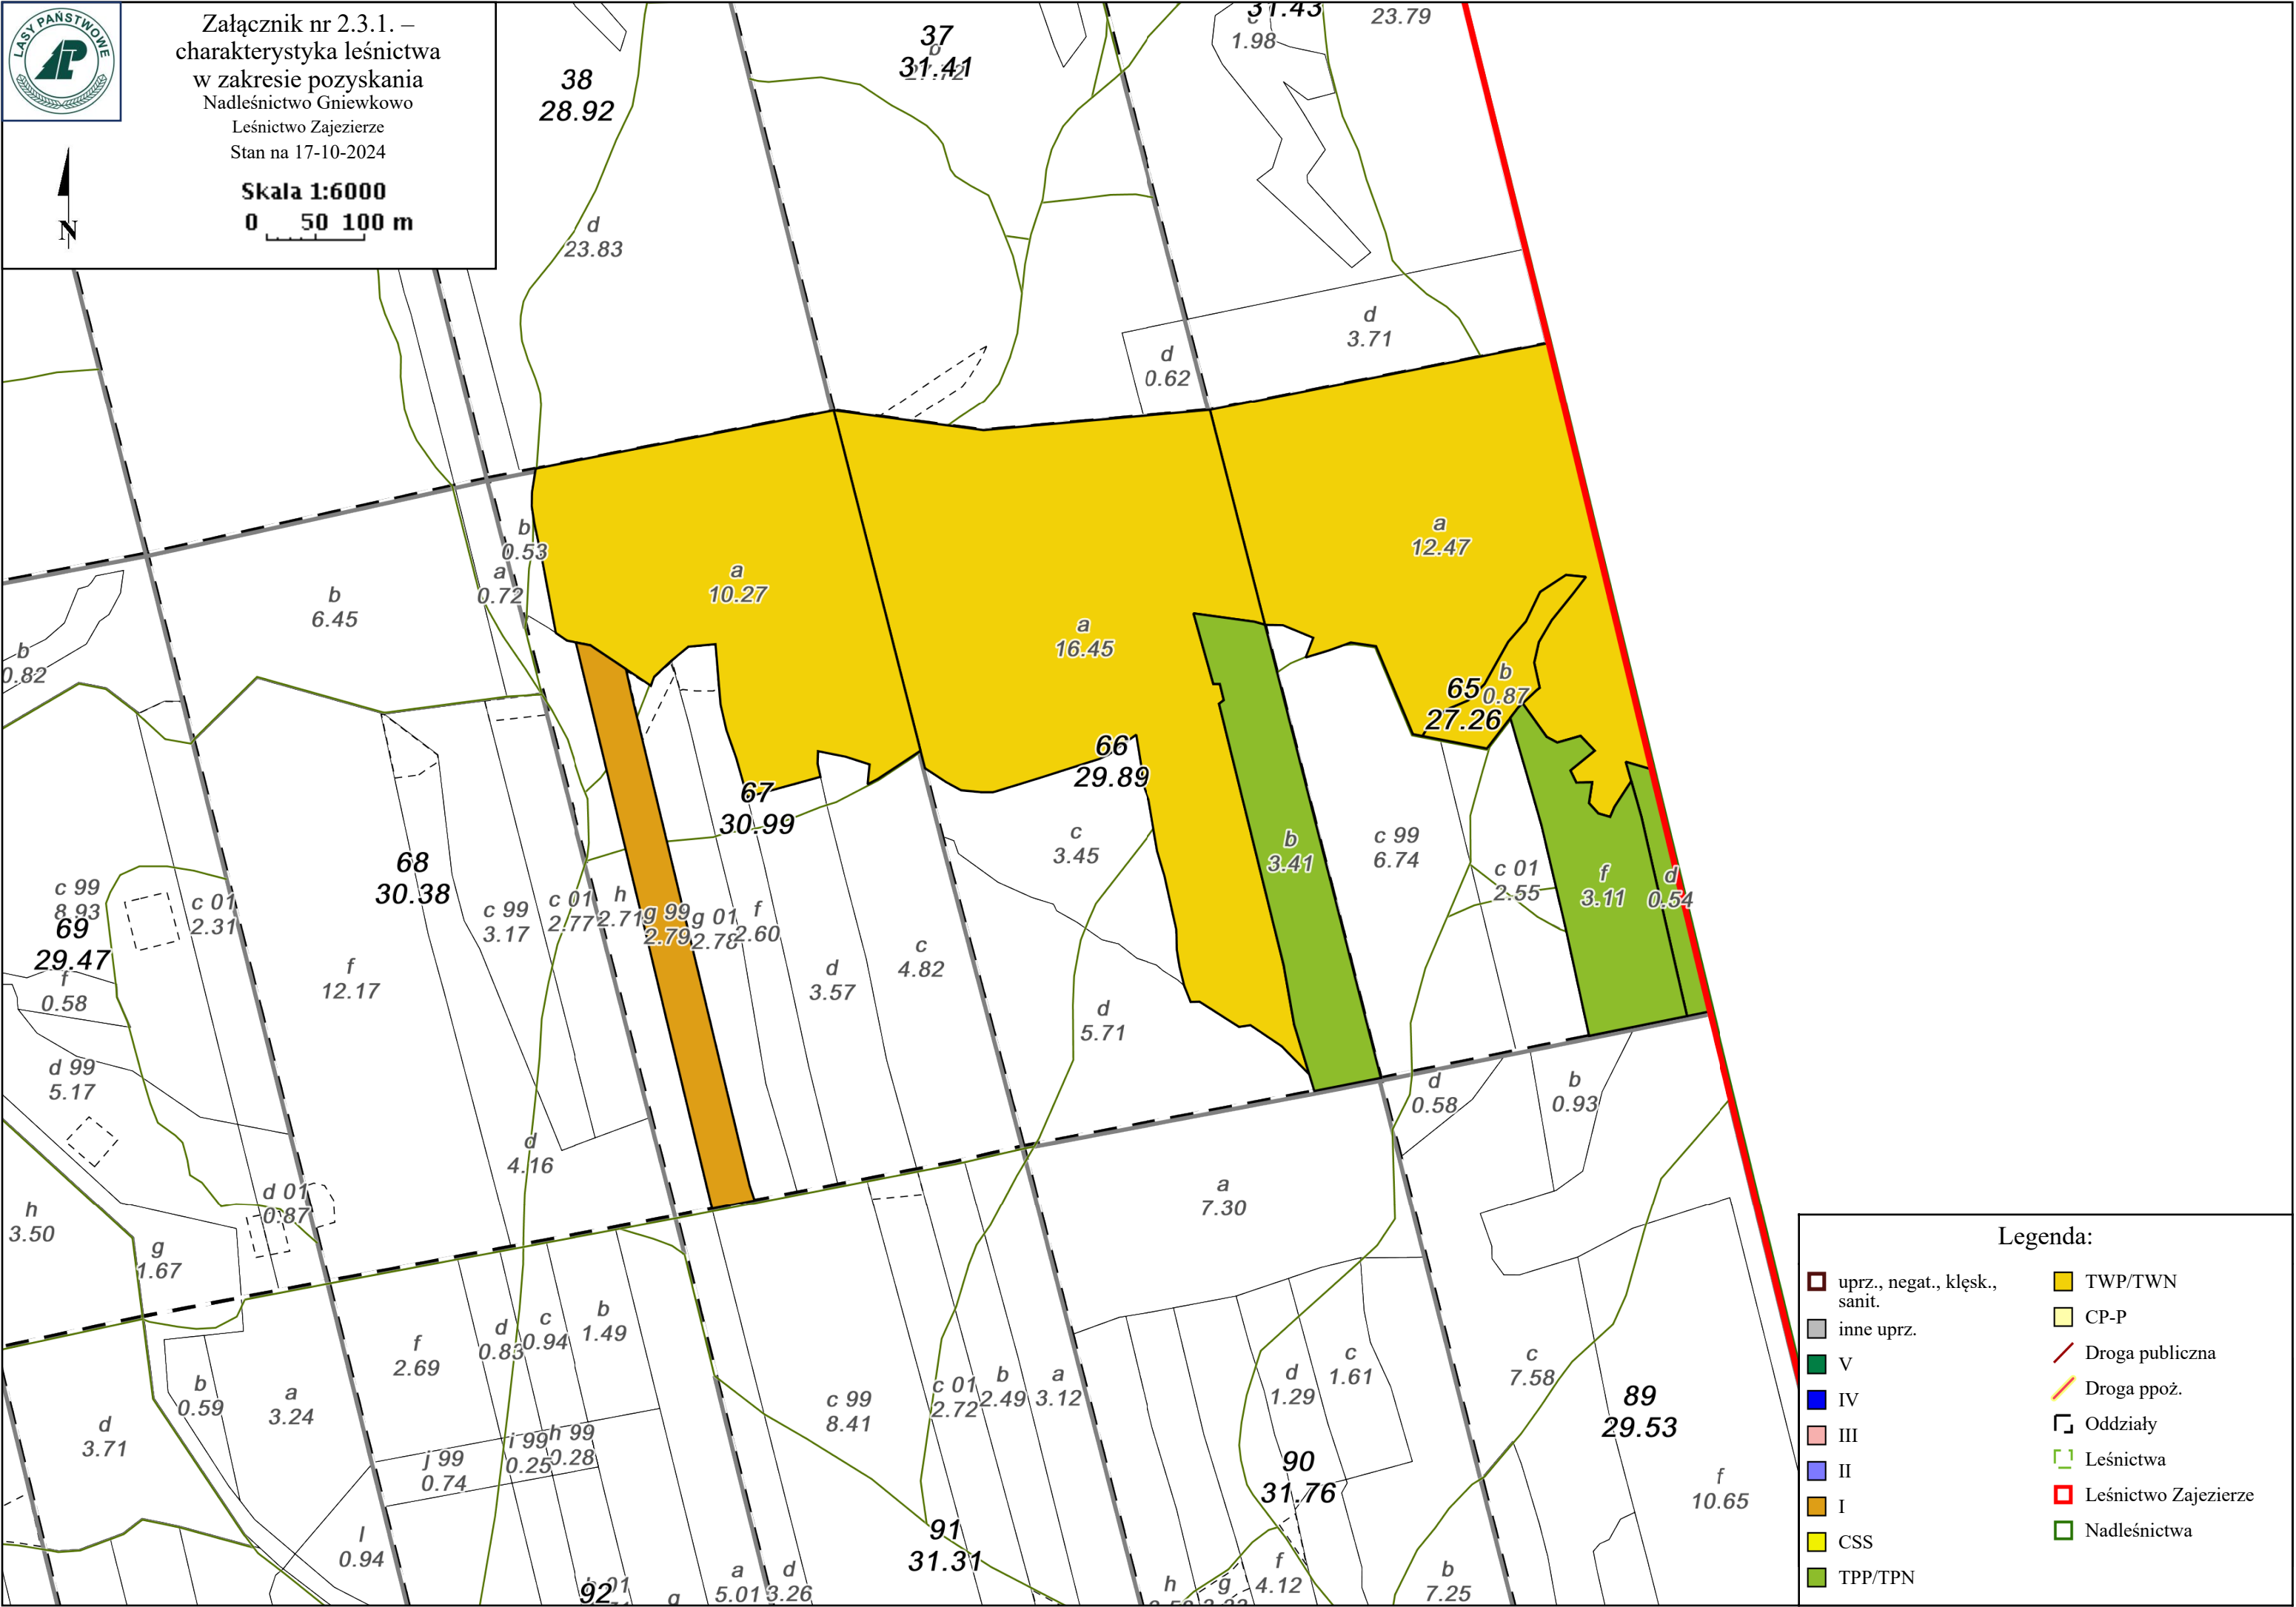 LASY PAŃSTWOWE
Załącznik nr 2.3.1. –
charakterystyka leśnictwa
w zakresie pozyskania
Nadleśnictwo Gniewkowo
Leśnictwo Zajezierze
Stan na 17-10-2024
Skala 1:6000
0 50 100 m
N
38
28.92
37
b
31.41
31.43
c
1.98
23.79
d
23.83
d
3.71
d
0.62
b
0.53
a
0.72
b
6.45
b
0.82
a
10.27
a
16.45
a
12.47
65
27.26
b
0.87
66
29.89
67
30.99
68
30.38
69
29.47
c 99
8.93
c 01
2.31
f
0.58
f
12.17
c 99
3.17
c 01
2.77
h
2.71
g 99
2.79
g 01
2.78
f
2.60
d
3.57
c
4.82
c
3.45
d
5.71
b
3.41
c 99
6.74
c 01
2.55
f
3.11
d
0.54
d 99
5.17
d
4.16
d 01
0.87
h
3.50
g
1.67
a
7.30
d
0.58
b
0.93
b
0.59
a
3.24
d
3.71
f
2.69
d
0.83
c
0.94
b
1.49
j 99
0.74
i 99
0.25
h 99
0.28
l
0.94
c 99
8.41
c 01
2.72
b
2.49
a
3.12
d
1.29
c
1.61
c
7.58
89
29.53
90
31.76
91
31.31
92
f
10.65
b
7.25
f
4.12
h
g
g
a
5.01
d
3.26
Legenda:
uprz., negat., klęsk.,
sanit.
inne uprz.
V
IV
III
II
I
CSS
TPP/TPN
TWP/TWN
CP-P
Droga publiczna
Droga ppoż.
Oddziały
Leśnictwa
Leśnictwo Zajezierze
Nadleśnictwa